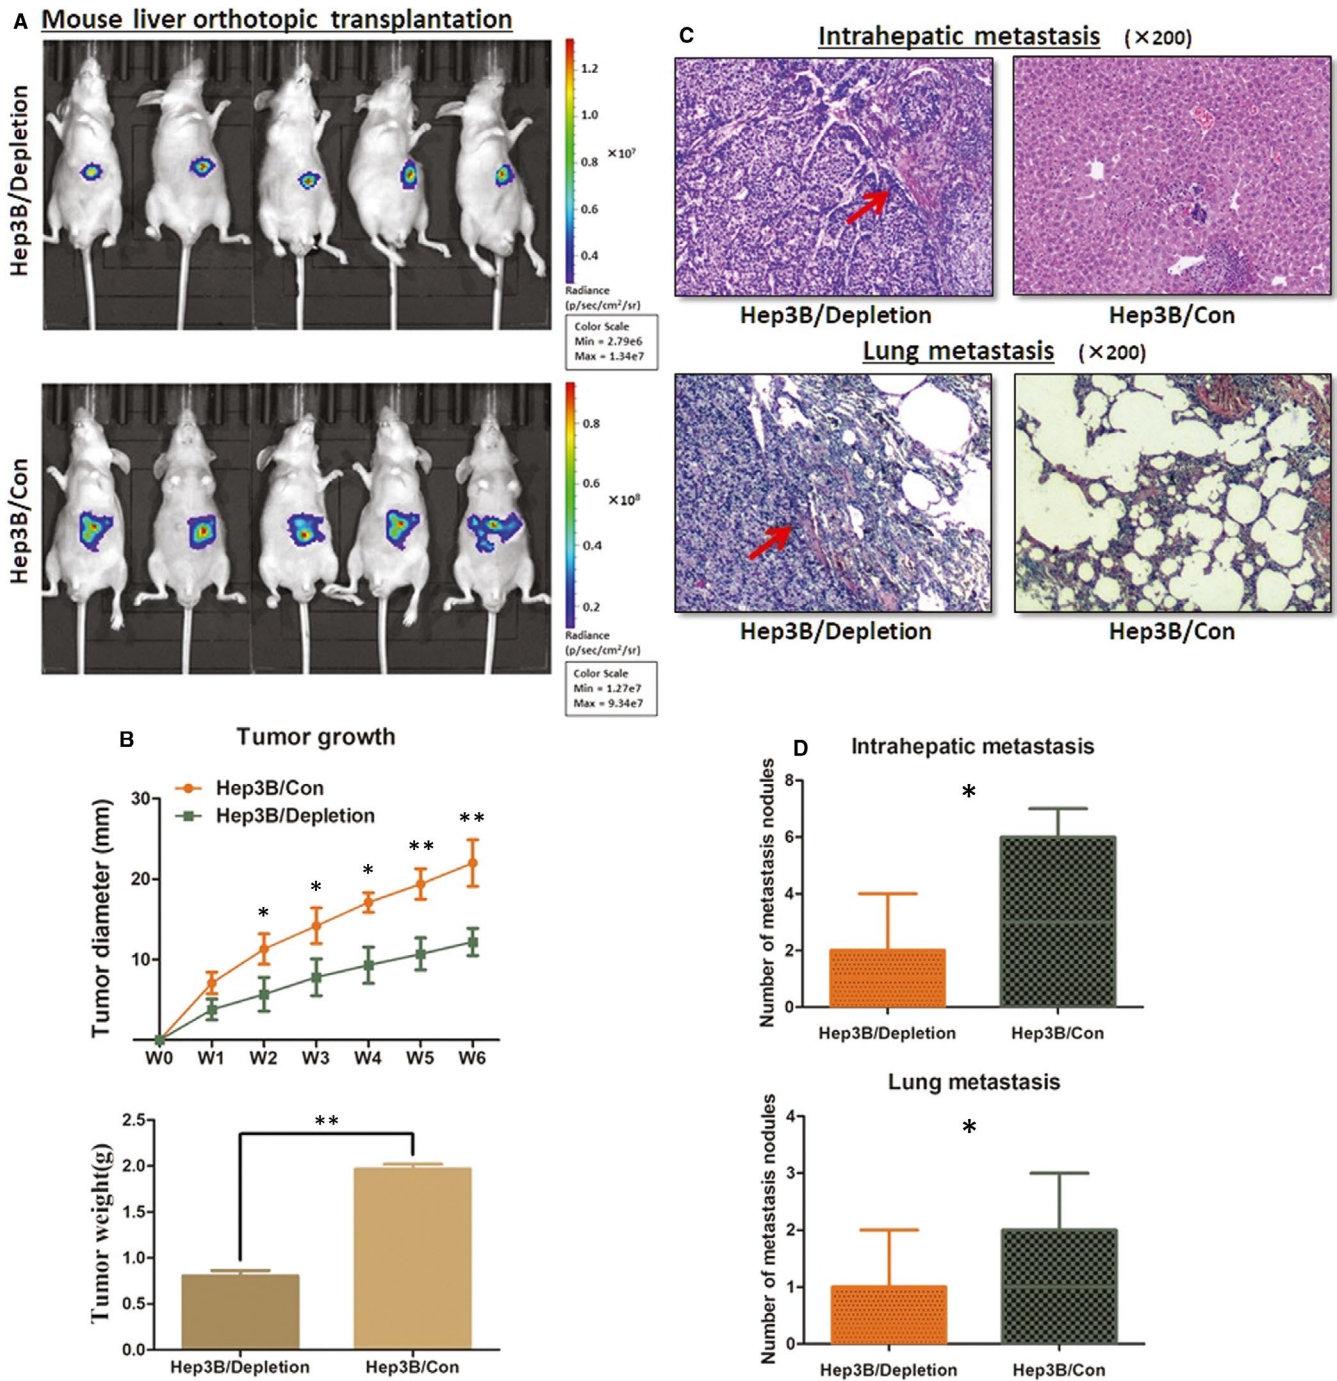 A Mouse liver orthotopic transplantation
Hep3B/Depletion
1.2
1.0
×10⁷
0.8
0.6
0.4
Radiance
(p/sec/cm²/sr)
Color Scale
Min = 2.79e6
Max = 1.34e7
Hep3B/Con
0.8
0.6
×10⁸
0.4
0.2
Radiance
(p/sec/cm²/sr)
Color Scale
Min = 1.27e7
Max = 9.34e7
C
Intrahepatic metastasis (×200)
Hep3B/Depletion Hep3B/Con
Lung metastasis (×200)
Hep3B/Depletion Hep3B/Con
B
Tumor growth
Hep3B/Con
Hep3B/Depletion
Tumor diameter (mm)
30
20
10
* * * ** **
W0 W1 W2 W3 W4 W5 W6
Tumor weight(g)
2.5
2.0
1.5
1.0
0.5
0.0
**
Hep3B/Depletion Hep3B/Con
D
Intrahepatic metastasis
Number of metastasis nodules
8
6
4
2
0
*
Hep3B/Depletion Hep3B/Con
Lung metastasis
Number of metastasis nodules
4
3
2
1
0
*
Hep3B/Depletion Hep3B/Con